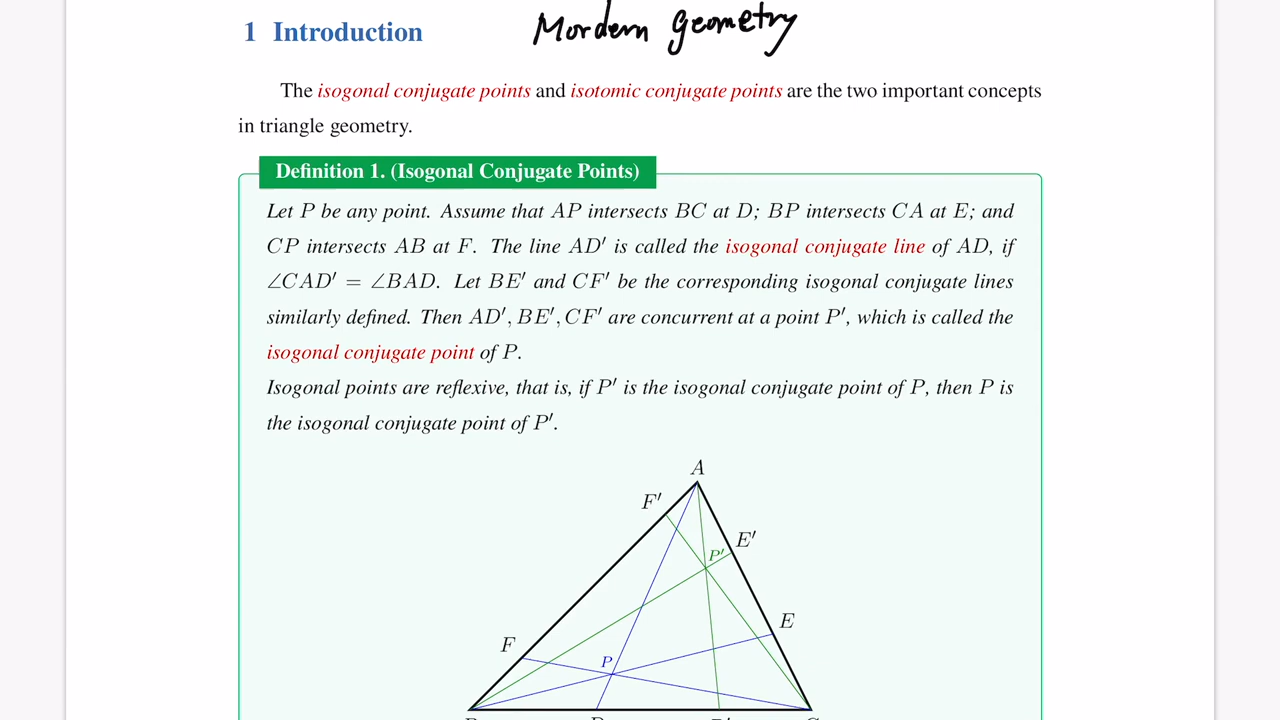 1 Introduction
Mordern Geometry
The isogonal conjugate points and isotomic conjugate points are the two important concepts
in triangle geometry.
Definition 1. (Isogonal Conjugate Points)
Let P be any point. Assume that AP intersects BC at D; BP intersects CA at E; and
CP intersects AB at F. The line AD′ is called the isogonal conjugate line of AD, if
∠CAD′ = ∠BAD. Let BE′ and CF′ be the corresponding isogonal conjugate lines
similarly defined. Then AD′, BE′, CF′ are concurrent at a point P′, which is called the
isogonal conjugate point of P.
Isogonal points are reflexive, that is, if P′ is the isogonal conjugate point of P, then P is
the isogonal conjugate point of P′.
A
F′
E′
P′
E
F
P